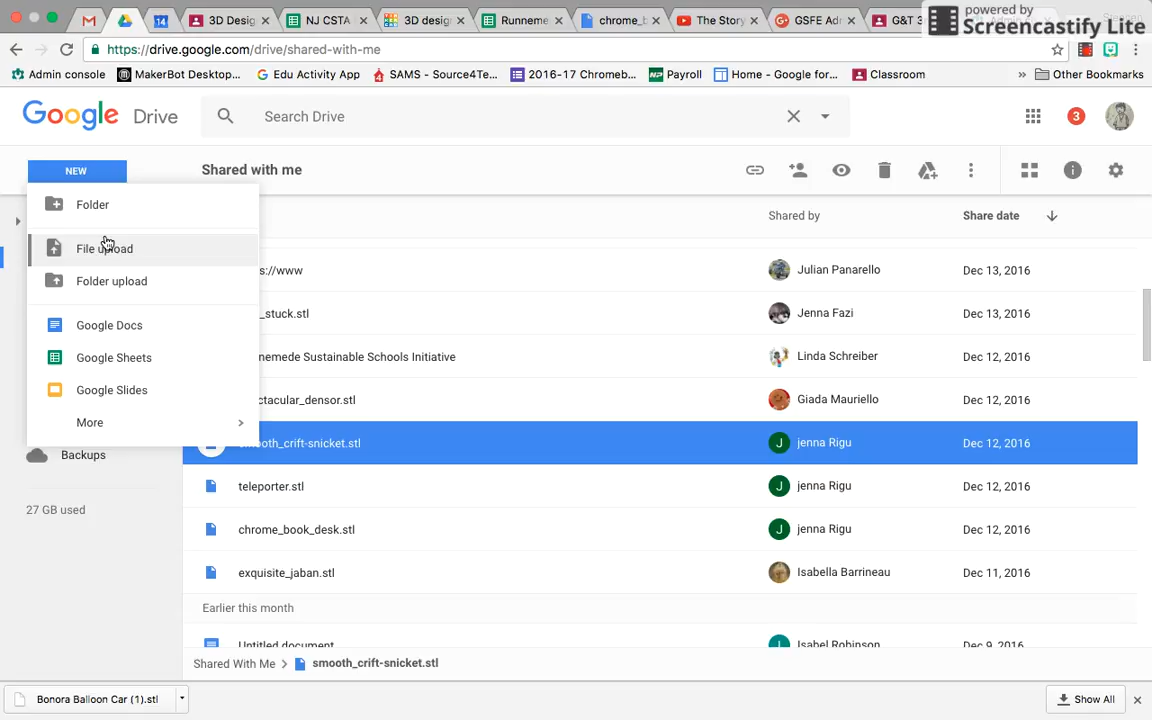 3D Desig
NJ CSTA
3D desig
Runneme
chrome_b
The Story
GSFE Adr
G&T 3
powered by
Screencastify Lite
14
https://drive.google.com/drive/shared-with-me
Admin console
MakerBot Desktop...
Edu Activity App
SAMS - Source4Te...
2016-17 Chromeb...
Payroll
Home - Google for...
Classroom
»
Other Bookmarks
Google Drive
Search Drive
3
NEW
Shared with me
Folder
Shared by
Share date
File upload
s://www
Julian Panarello
Dec 13, 2016
Folder upload
_stuck.stl
Jenna Fazi
Dec 13, 2016
Google Docs
nemede Sustainable Schools Initiative
Linda Schreiber
Dec 12, 2016
Google Sheets
Google Slides
ctacular_densor.stl
Giada Mauriello
Dec 12, 2016
More
smooth_crift-snicket.stl
J
jenna Rigu
Dec 12, 2016
Backups
teleporter.stl
J
jenna Rigu
Dec 12, 2016
27 GB used
chrome_book_desk.stl
J
jenna Rigu
Dec 12, 2016
exquisite_jaban.stl
Isabella Barrineau
Dec 11, 2016
Earlier this month
Untitled document
Isabel Robinson
Dec 9, 2016
Shared With Me > smooth_crift-snicket.stl
Bonora Balloon Car (1).stl
Show All